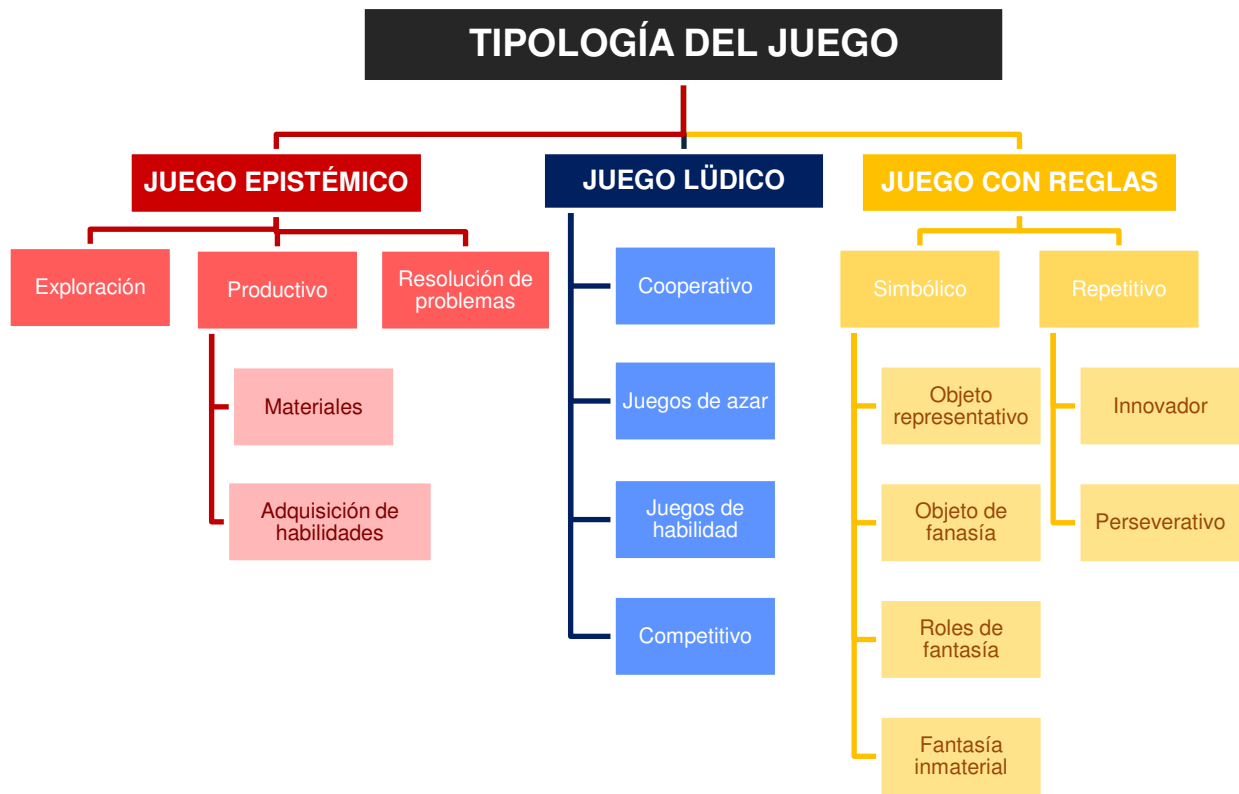 TIPOLOGÍA DEL JUEGO
JUEGO EPISTÉMICO
Exploración
Productivo
Resolución de
problemas
Materiales
Adquisición de
habilidades
JUEGO LÜDICO
Cooperativo
Juegos de azar
Juegos de
habilidad
Competitivo
JUEGO CON REGLAS
Simbólico
Repetitivo
Objeto
representativo
Objeto de
fanasía
Roles de
fantasía
Fantasía
inmaterial
Innovador
Perseverativo